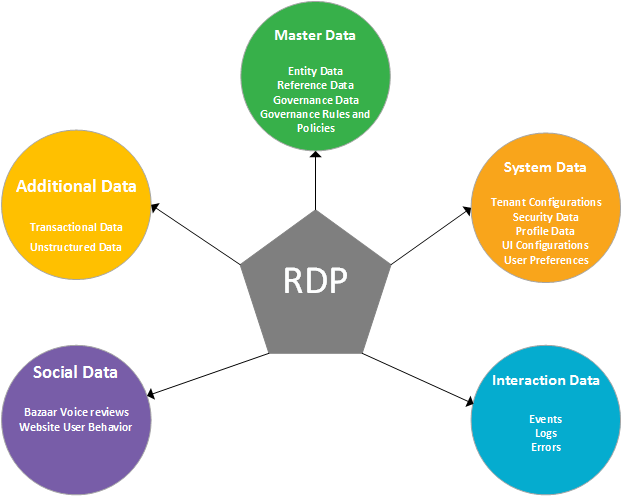 Master Data
Entity Data
Reference Data
Governance Data
Governance Rules and
Policies
Additional Data
Transactional Data
Unstructured Data
System Data
Tenant Configurations
Security Data
Profile Data
UI Configurations
User Preferences
RDP
Social Data
Bazaar Voice reviews
Website User Behavior
Interaction Data
Events
Logs
Errors